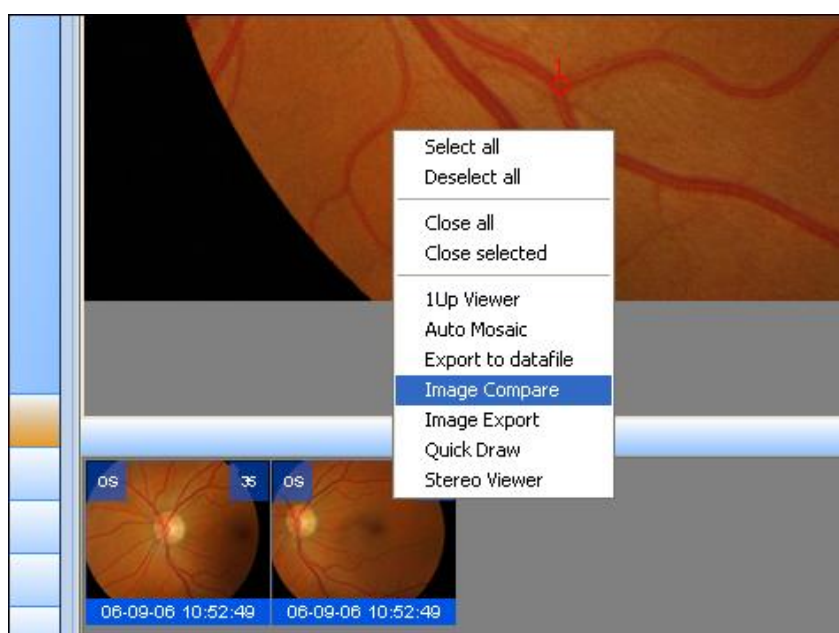 Select all
Deselect all
Close all
Close selected
1Up Viewer
Auto Mosaic
Export to datafile
Image Compare
Image Export
Quick Draw
Stereo Viewer
OS 35 OS
06-09-06 10:52:49 06-09-06 10:52:49